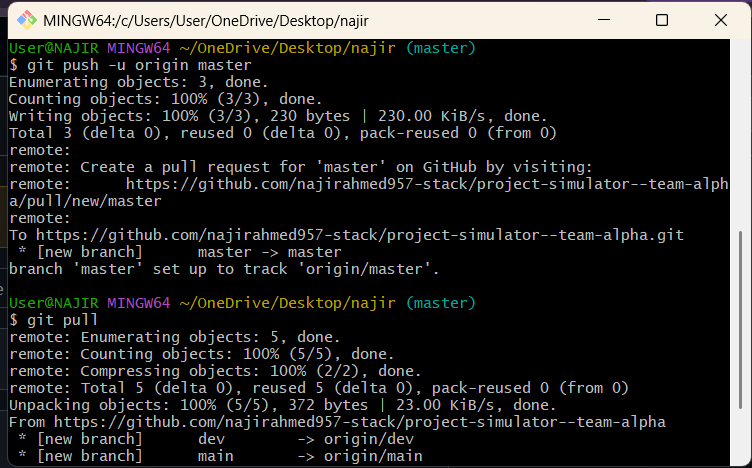 MINGW64:/c/Users/User/OneDrive/Desktop/najir
User@NAJIR MINGW64 ~/OneDrive/Desktop/najir (master)
$ git push -u origin master
Enumerating objects: 3, done.
Counting objects: 100% (3/3), done.
Writing objects: 100% (3/3), 230 bytes | 230.00 KiB/s, done.
Total 3 (delta 0), reused 0 (delta 0), pack-reused 0 (from 0)
remote:
remote: Create a pull request for 'master' on GitHub by visiting:
remote:      https://github.com/najirahmed957-stack/project-simulator--team-alph
a/pull/new/master
remote:
To https://github.com/najirahmed957-stack/project-simulator--team-alpha.git
 * [new branch]      master -> master
branch 'master' set up to track 'origin/master'.
User@NAJIR MINGW64 ~/OneDrive/Desktop/najir (master)
$ git pull
remote: Enumerating objects: 5, done.
remote: Counting objects: 100% (5/5), done.
remote: Compressing objects: 100% (2/2), done.
remote: Total 5 (delta 0), reused 5 (delta 0), pack-reused 0 (from 0)
Unpacking objects: 100% (5/5), 372 bytes | 23.00 KiB/s, done.
From https://github.com/najirahmed957-stack/project-simulator--team-alpha
 * [new branch]      dev        -> origin/dev
 * [new branch]      main       -> origin/main